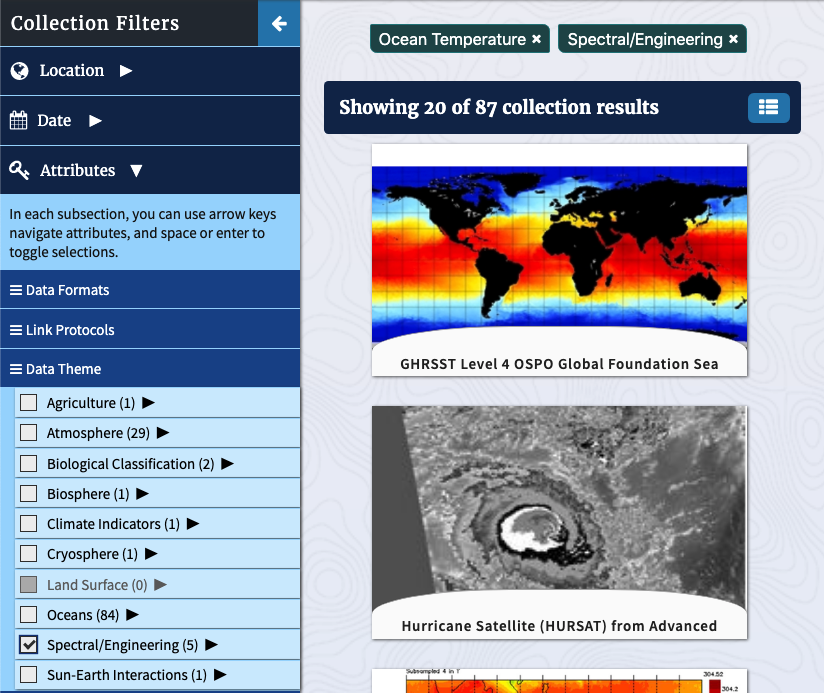 Collection Filters
Location
Date
Attributes
In each subsection, you can use arrow keys
navigate attributes, and space or enter to
toggle selections.
Data Formats
Link Protocols
Data Theme
Agriculture (1)
Atmosphere (29)
Biological Classification (2)
Biosphere (1)
Climate Indicators (1)
Cryosphere (1)
Land Surface (0)
Oceans (84)
Spectral/Engineering (5)
Sun-Earth Interactions (1)
Ocean Temperature ×
Spectral/Engineering ×
Showing 20 of 87 collection results
GHRSST Level 4 OSPO Global Foundation Sea
Hurricane Satellite (HURSAT) from Advanced
Subsampled 4 in T
304.52
304.2